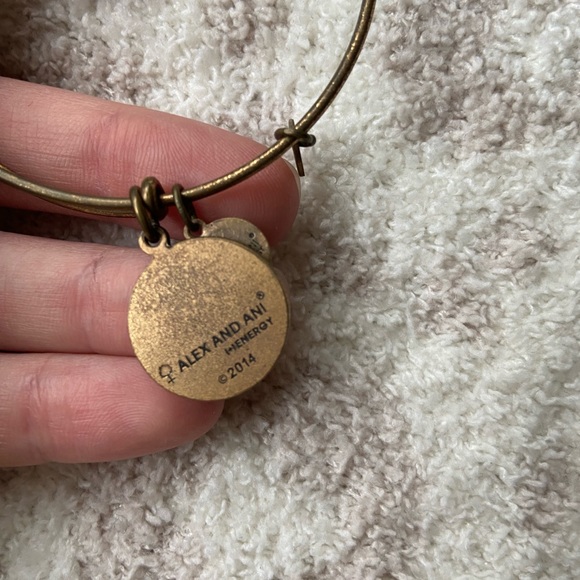 ALEX AND ANI®
(+)ENERGY
©2014